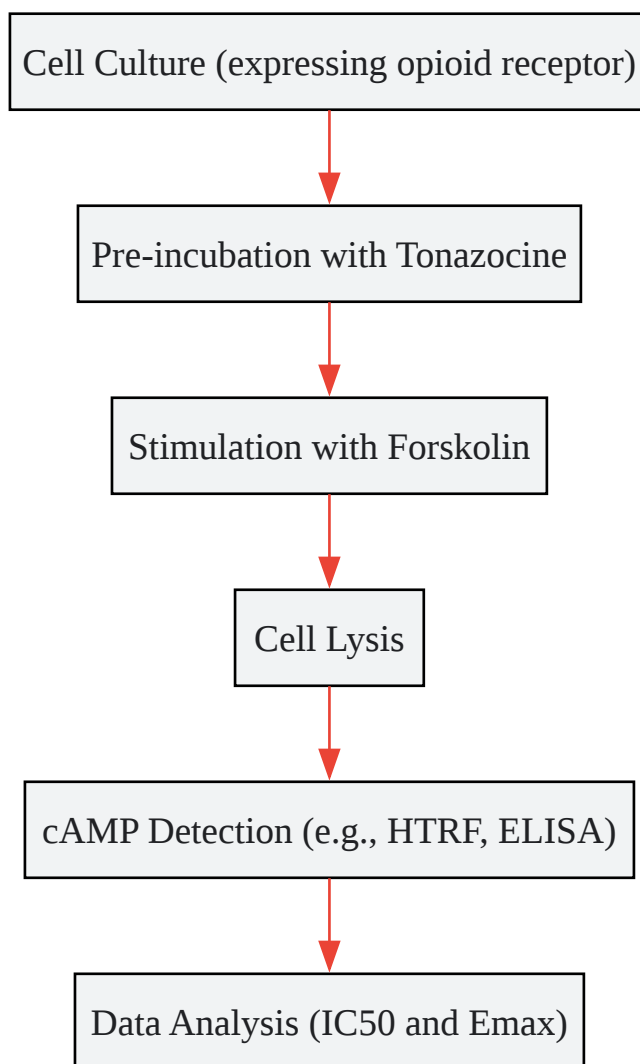 Cell Culture (expressing opioid receptor)
Pre-incubation with Tonazocine
Stimulation with Forskolin
Cell Lysis
cAMP Detection (e.g., HTRF, ELISA)
Data Analysis (IC50 and Emax)